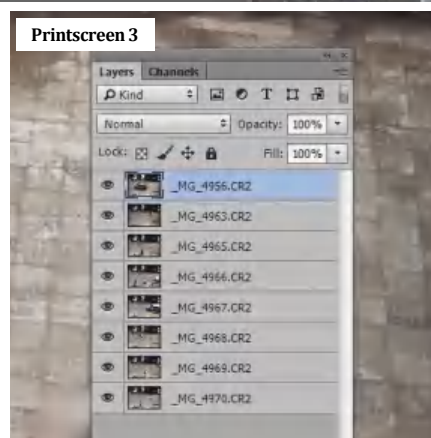 Printscreen 3
Layers Channels
Kind
Normal Opacity: 100%
Lock: Fill: 100%
_MG_4956.CR2
_MG_4963.CR2
_MG_4965.CR2
_MG_4966.CR2
_MG_4967.CR2
_MG_4968.CR2
_MG_4969.CR2
_MG_4970.CR2